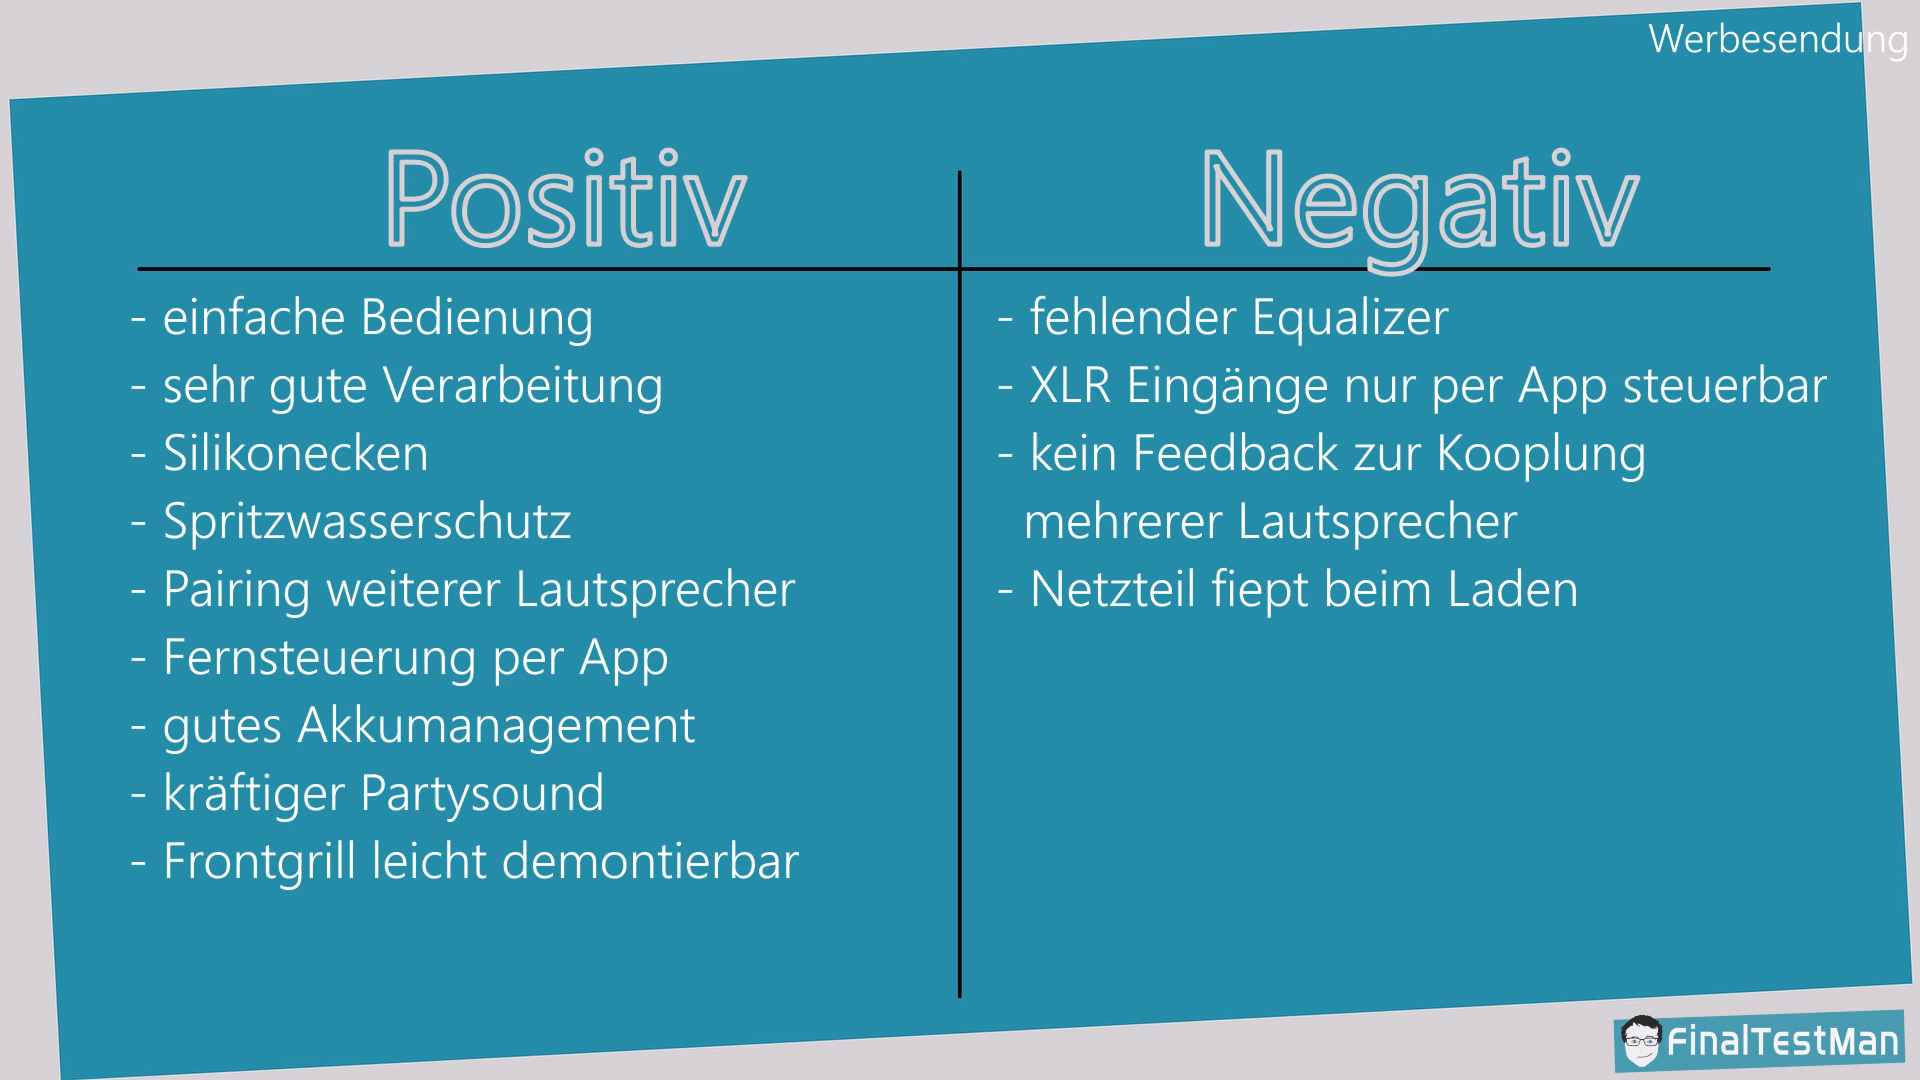 Werbesendung
Positiv
- einfache Bedienung
- sehr gute Verarbeitung
- Silikonecken
- Spritzwasserschutz
- Pairing weiterer Lautsprecher
- Fernsteuerung per App
- gutes Akkumanagement
- kräftiger Partysound
- Frontgrill leicht demontierbar
Negativ
- fehlender Equalizer
- XLR Eingänge nur per App steuerbar
- kein Feedback zur Kooplung
mehrerer Lautsprecher
- Netzteil fiept beim Laden
FinalTestMan